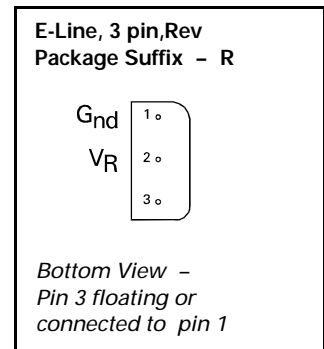 E-Line, 3 pin,Rev
Package Suffix – R
Gnd 1
VR 2
3
Bottom View –
Pin 3 floating or
connected to pin 1